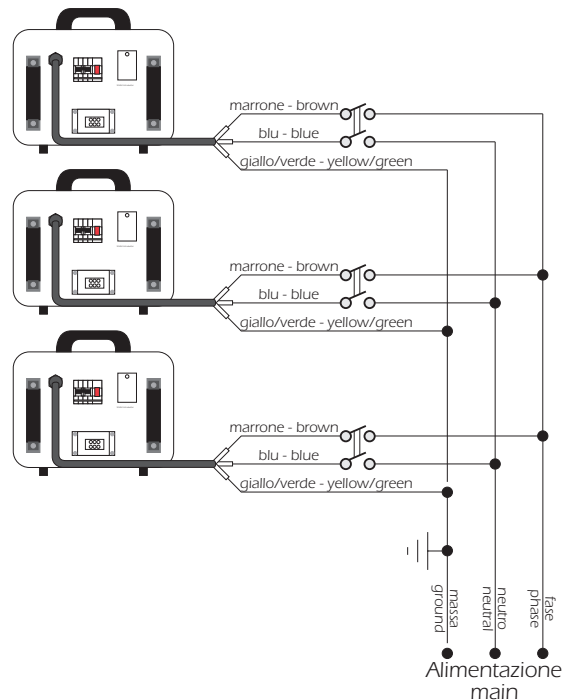 marrone - brown
blu - blue
giallo/verde - yellow/green
marrone - brown
blu - blue
giallo/verde - yellow/green
marrone - brown
blu - blue
giallo/verde - yellow/green
massa
ground
neutro
neutral
fase
phase
Alimentazione
main